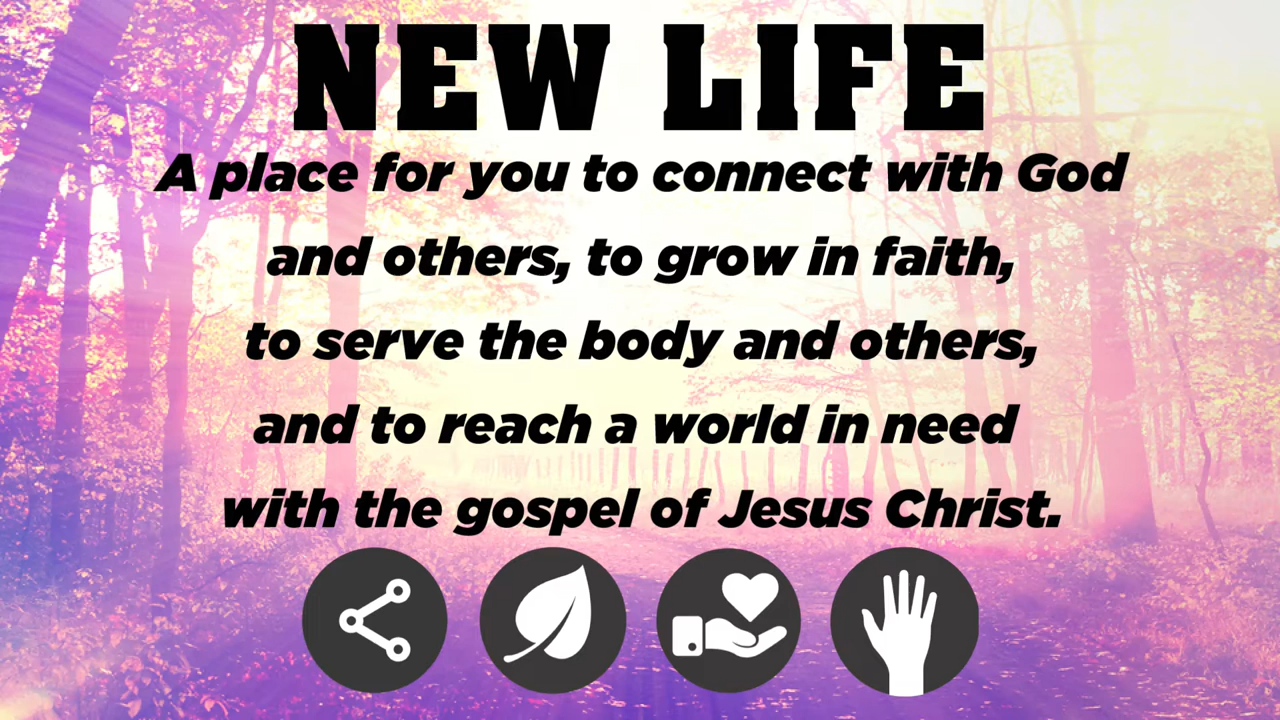 NEW LIFE
A place for you to connect with God
and others, to grow in faith,
to serve the body and others,
and to reach a world in need
with the gospel of Jesus Christ.